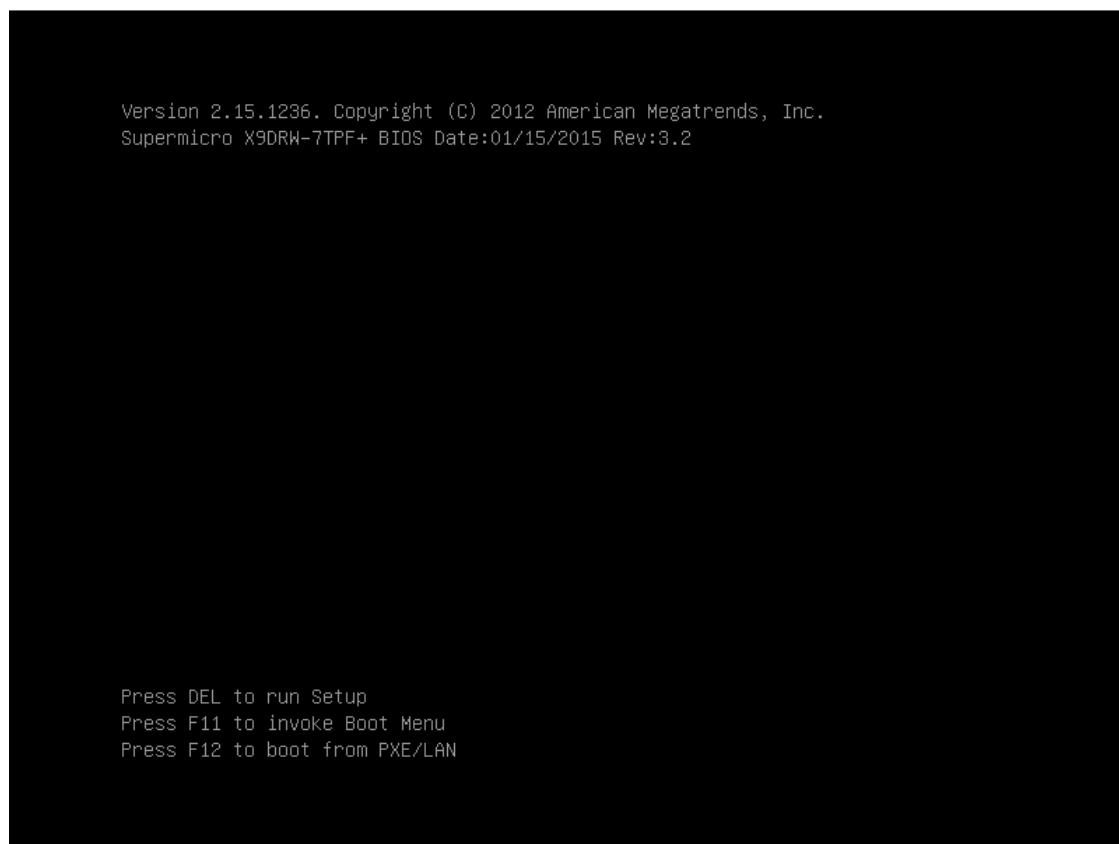 Version 2.15.1236. Copyright (C) 2012 American Megatrends, Inc.
Supermicro X9DRW-7TPF+ BIOS Date:01/15/2015 Rev:3.2
Press DEL to run Setup
Press F11 to invoke Boot Menu
Press F12 to boot from PXE/LAN